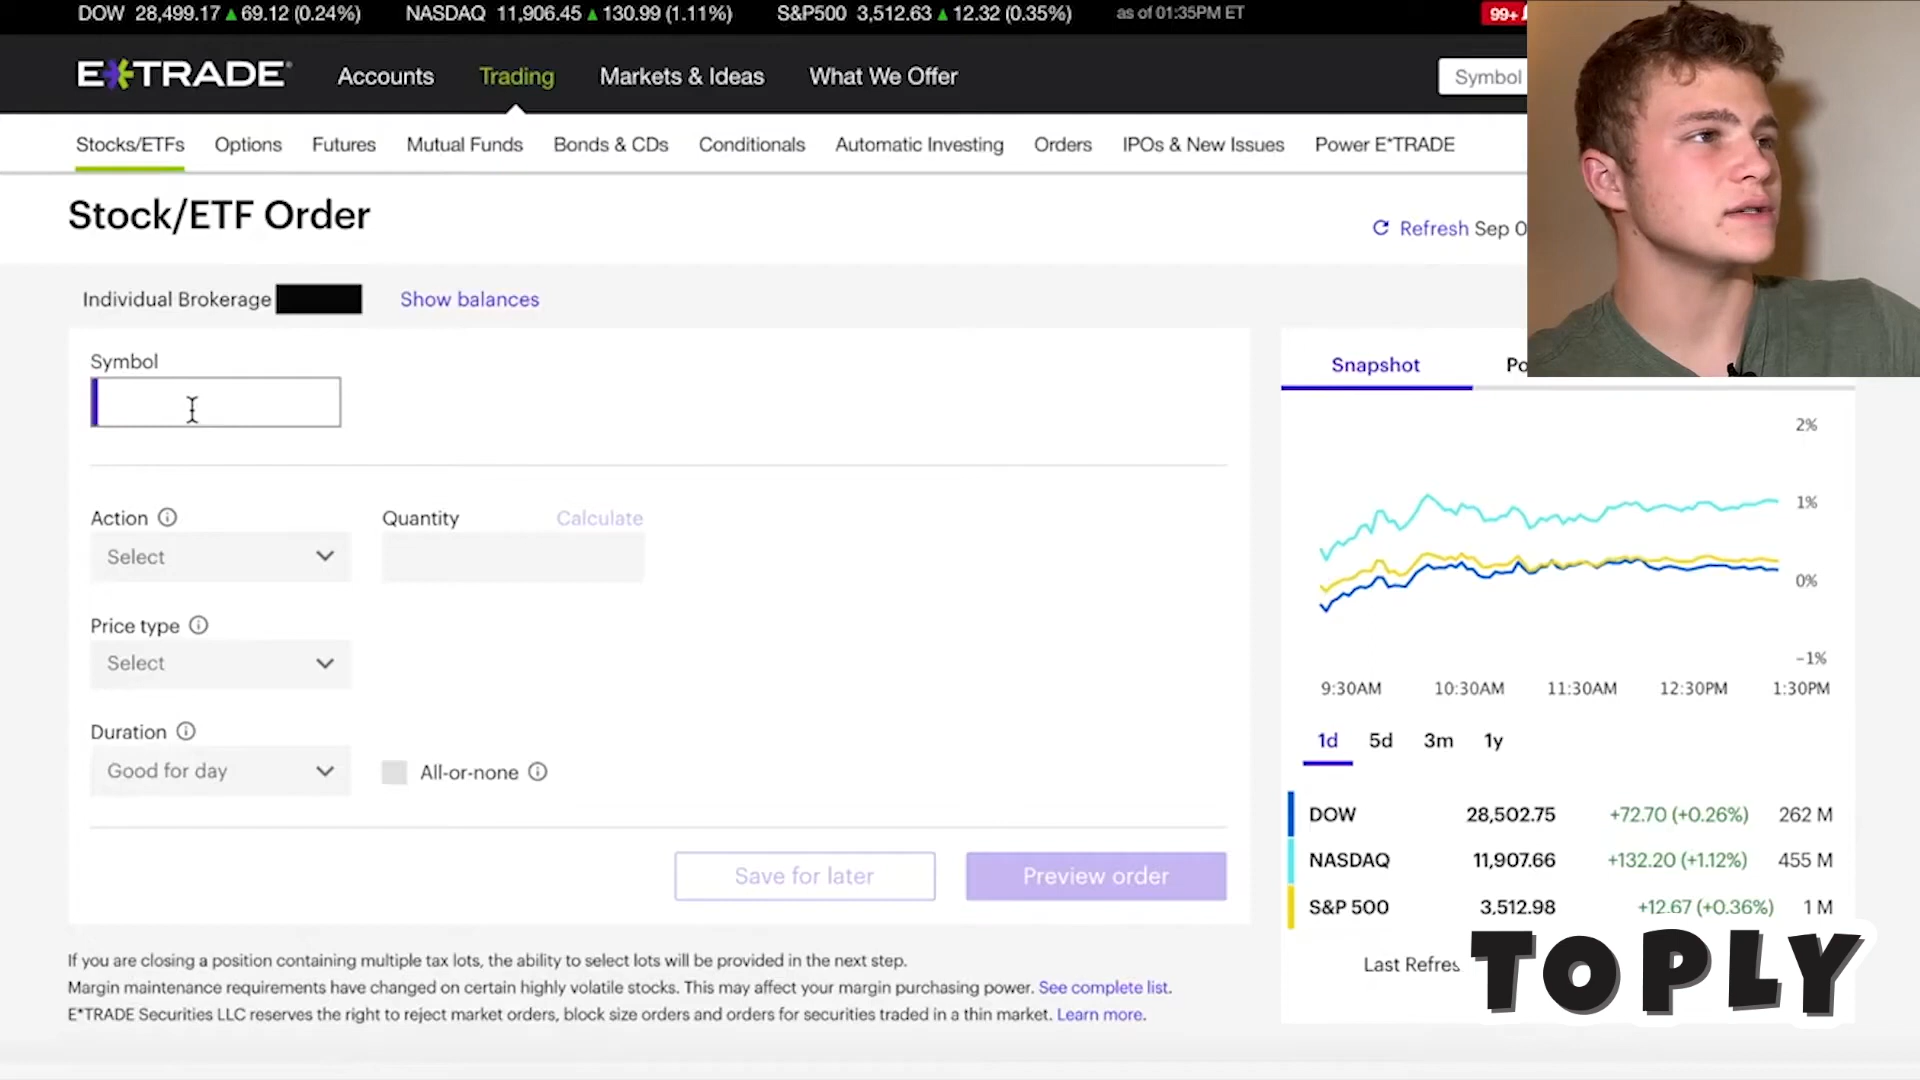 DOW 28,499.17 ▲ 69.12 (0.24%) NASDAQ 11,906.45 ▲ 130.99 (1.11%) S&P500 3,512.63 ▲ 12.32 (0.35%) as of 01:35PM ET 99+
E*TRADE Accounts Trading Markets & Ideas What We Offer Symbol
Stocks/ETFs Options Futures Mutual Funds Bonds & CDs Conditionals Automatic Investing Orders IPOs & New Issues Power E*TRADE
Stock/ETF Order
Refresh Sep 0
Individual Brokerage Show balances
Symbol
Action
Quantity Calculate
Select
Price type
Select
Duration
Good for day
All-or-none
Save for later Preview order
If you are closing a position containing multiple tax lots, the ability to select lots will be provided in the next step.
Margin maintenance requirements have changed on certain highly volatile stocks. This may affect your margin purchasing power. See complete list.
E*TRADE Securities LLC reserves the right to reject market orders, block size orders and orders for securities traded in a thin market. Learn more.
Snapshot Po
2%
1%
0%
-1%
9:30AM 10:30AM 11:30AM 12:30PM 1:30PM
1d 5d 3m 1y
DOW 28,502.75 +72.70 (+0.26%) 262 M
NASDAQ 11,907.66 +132.20 (+1.12%) 455 M
S&P 500 3,512.98 +12.67 (+0.36%) 1 M
Last Refres
TOPLY